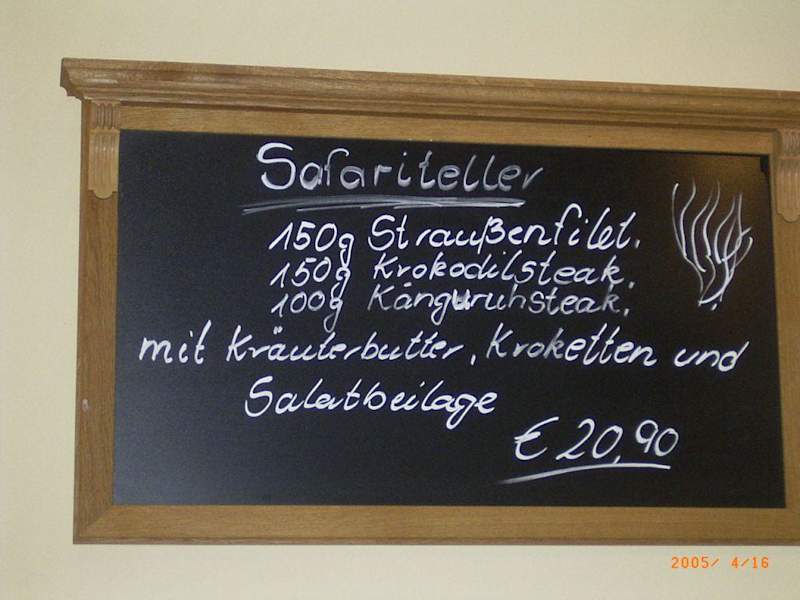 Safariteller
150g Straußenfilet,
150g Krokodilsteak,
100g Känguruhsteak,
mit Kräuterbutter, Kroketten und
Salatbeilage
€ 20,90
2005/ 4/16